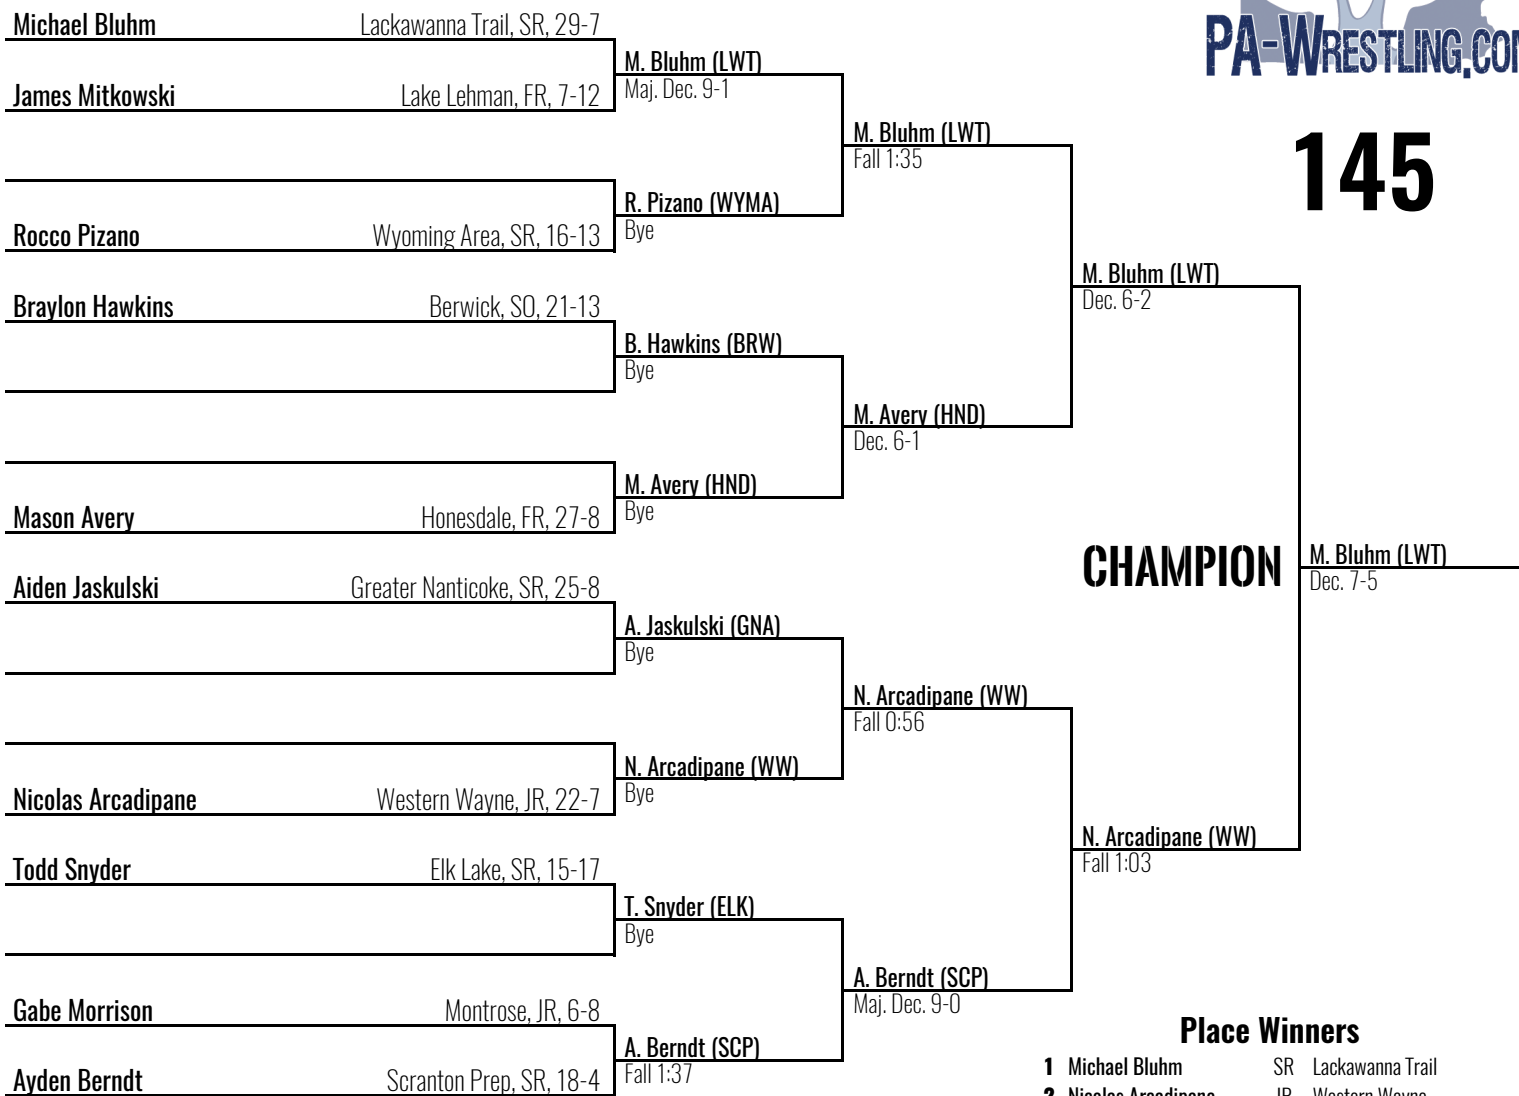 Michael Bluhm Lackawanna Trail, SR, 29-7
James Mitkowski Lake Lehman, FR, 7-12
Rocco Pizano Wyoming Area, SR, 16-13
Braylon Hawkins Berwick, SO, 21-13
Mason Avery Honesdale, FR, 27-8
Aiden Jaskulski Greater Nanticoke, SR, 25-8
Nicolas Arcadipane Western Wayne, JR, 22-7
Todd Snyder Elk Lake, SR, 15-17
Gabe Morrison Montrose, JR, 6-8
Ayden Berndt Scranton Prep, SR, 18-4
M. Bluhm (LWT)
Maj. Dec. 9-1
R. Pizano (WYMA)
Bye
B. Hawkins (BRW)
Bye
M. Avery (HND)
Bye
A. Jaskulski (GNA)
Bye
N. Arcadipane (WW)
Bye
T. Snyder (ELK)
Bye
A. Berndt (SCP)
Fall 1:37
M. Bluhm (LWT)
Fall 1:35
M. Avery (HND)
Dec. 6-1
N. Arcadipane (WW)
Fall 0:56
A. Berndt (SCP)
Maj. Dec. 9-0
M. Bluhm (LWT)
Dec. 6-2
N. Arcadipane (WW)
Fall 1:03
CHAMPION
M. Bluhm (LWT)
Dec. 7-5
PA-WRESTLING.COM
145
Place Winners
1 Michael Bluhm SR Lackawanna Trail
2 Nicolas Arcadipane JR Western Wayne